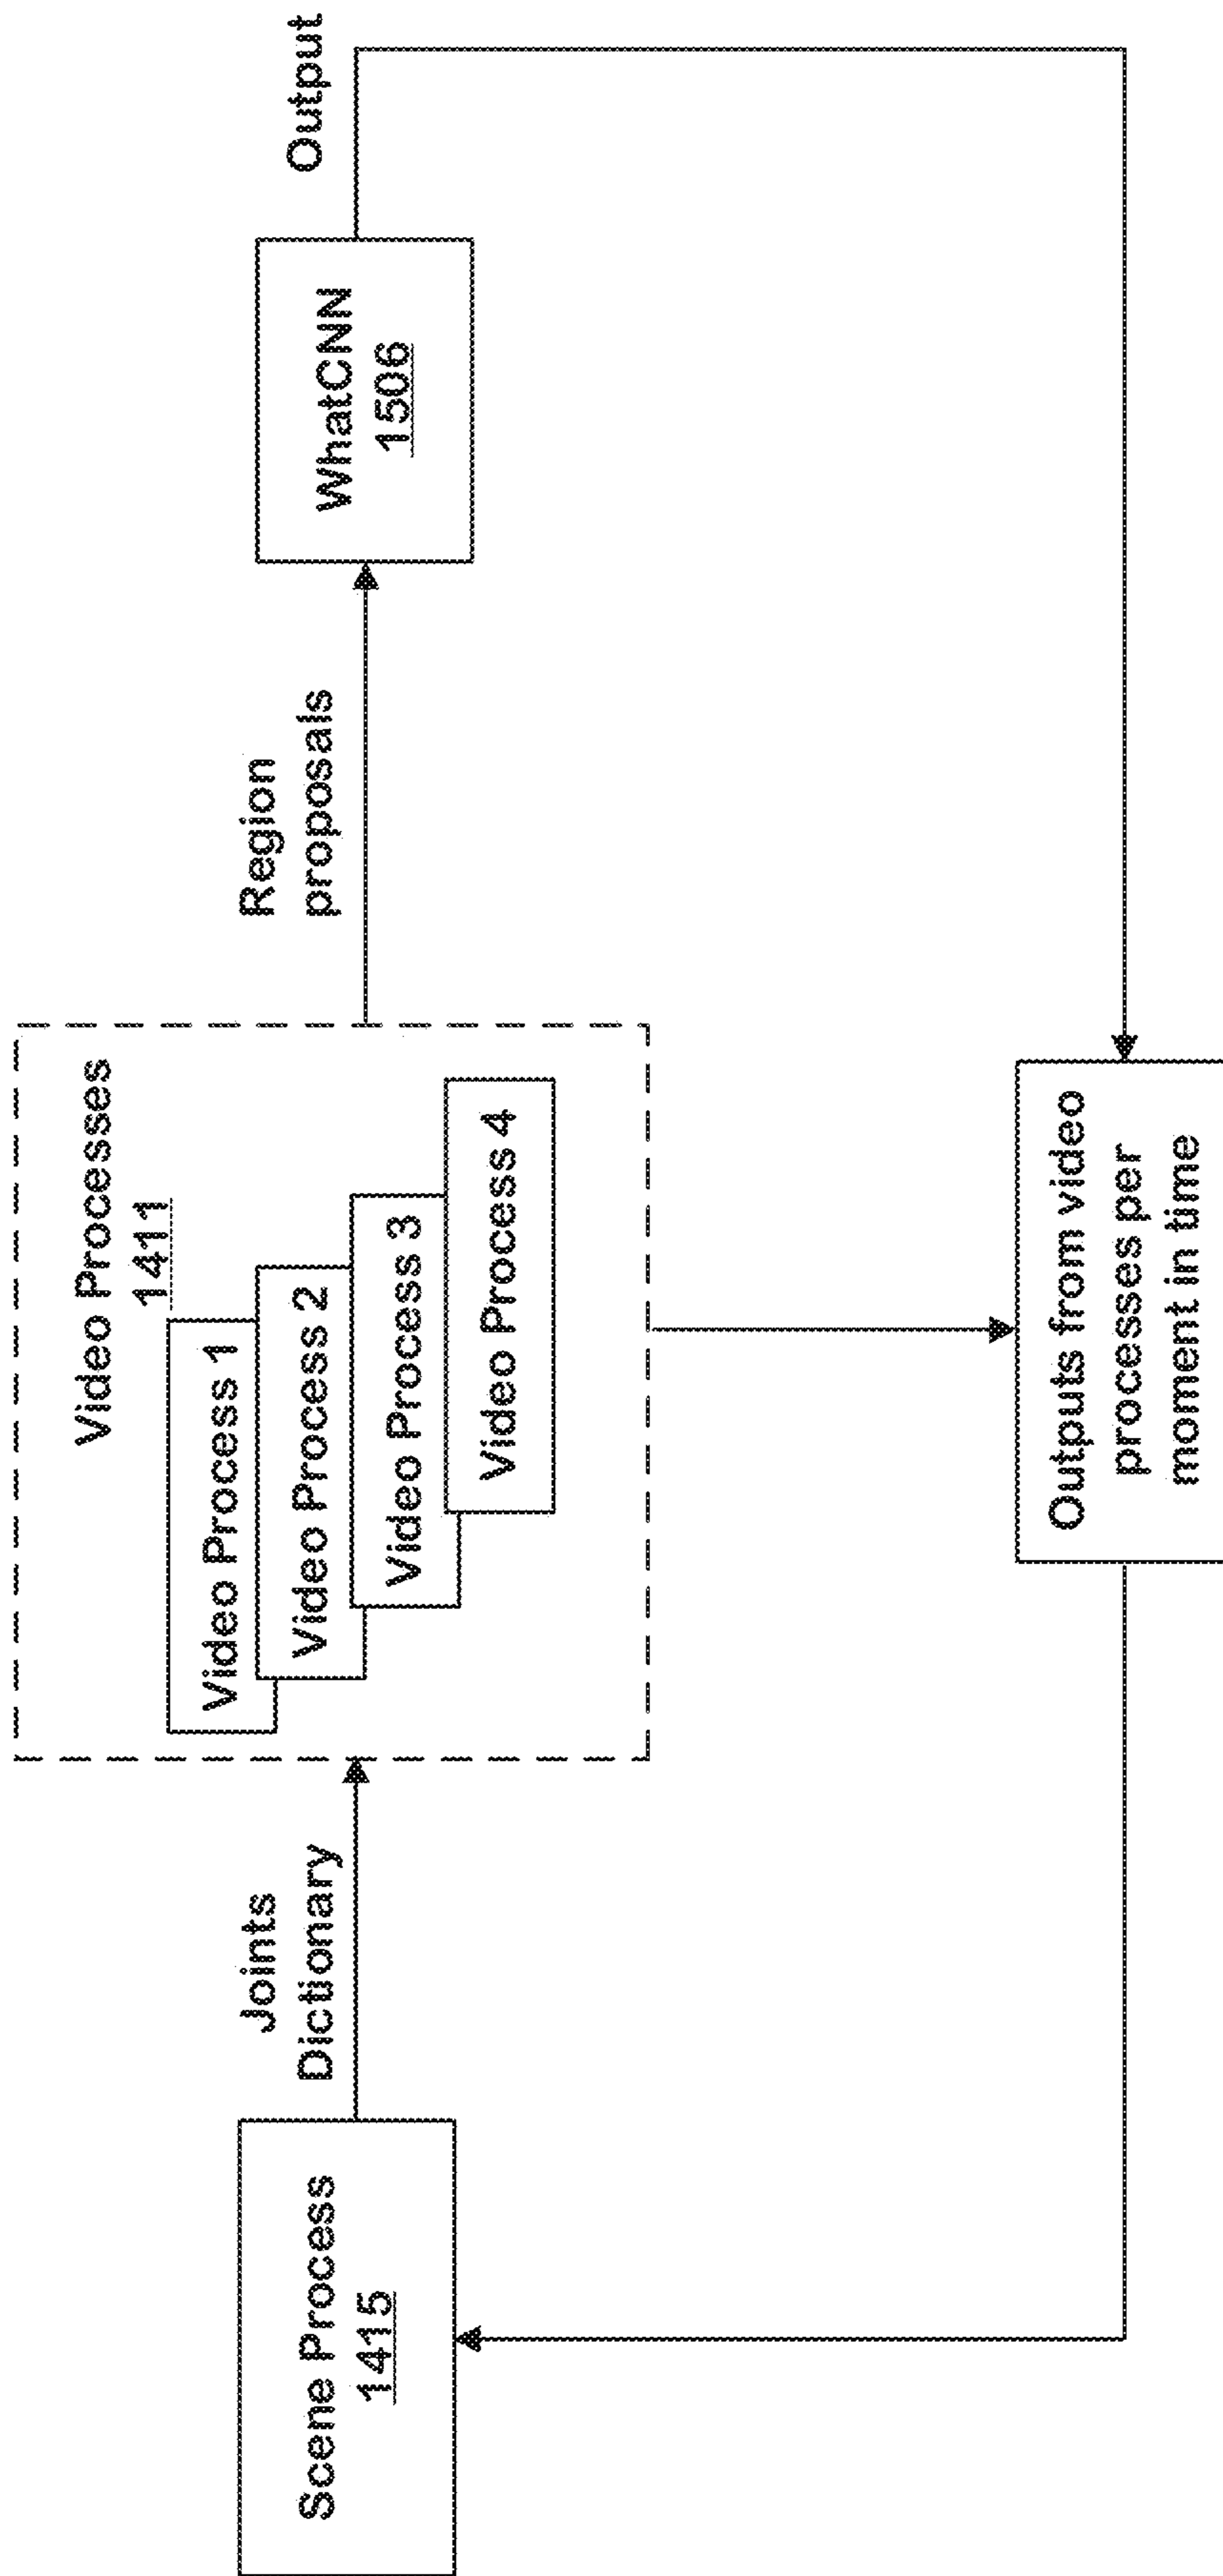 Scene Process
1415
Joints
Dictionary
Video Processes
1411
Video Process 1
Video Process 2
Video Process 3
Video Process 4
Region
proposals
WhatCNN
1506
Output
Outputs from video
processes per
moment in time